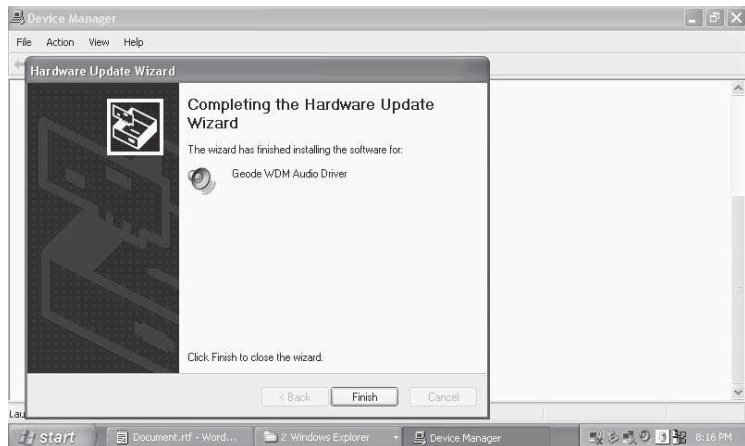 Device Manager
File Action View Help
Hardware Update Wizard
Completing the Hardware Update
Wizard
The wizard has finished installing the software for:
Geode WDM Audio Driver
Click Finish to close the wizard.
< Back Finish Cancel
Lau
start Document.rtf - Word... 2 Windows Explorer Device Manager 8:16 PM